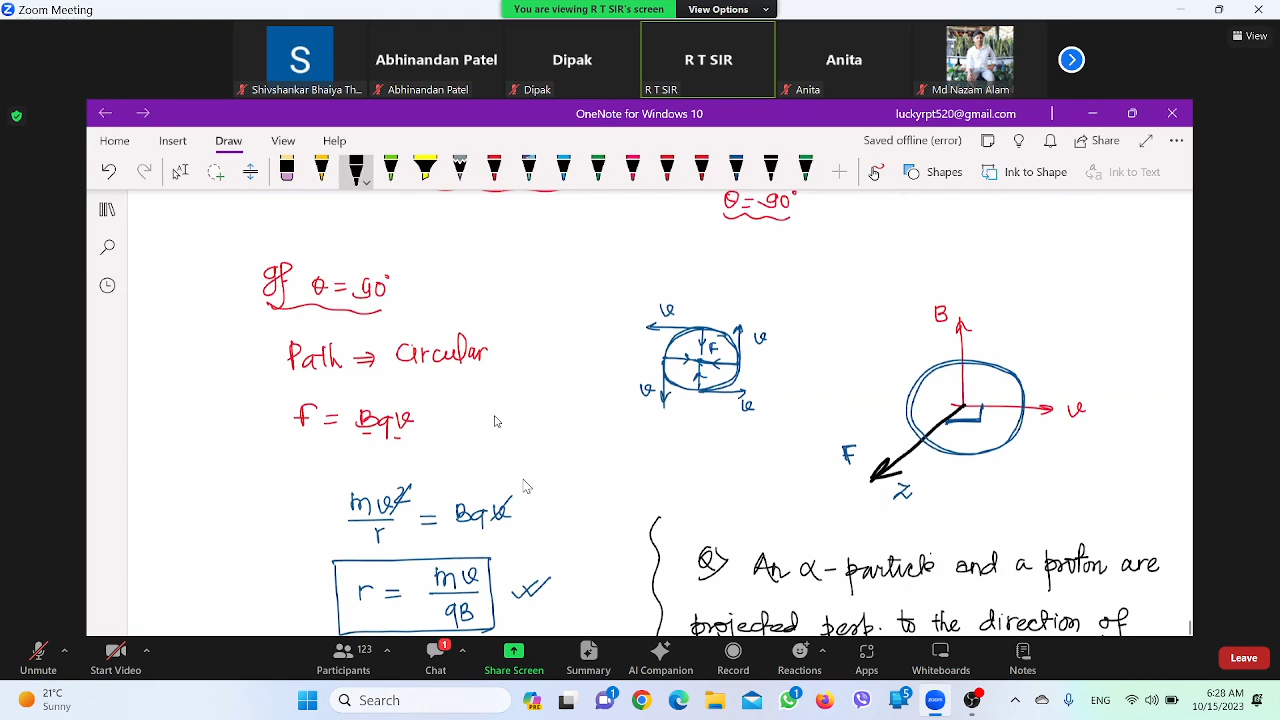 Zoom Meeting
You are viewing R T SIR's screen
View Options
View
S
Abhinandan Patel
Dipak
R T SIR
Anita
Shivshankar Bhaiya Th...
Abhinandan Patel
Dipak
R T SIR
Anita
Md Nazam Alam
OneNote for Windows 10
luckyrpt520@gmail.com
Home
Insert
Draw
View
Help
Saved offline (error)
Share
Shapes
Ink to Shape
Ink to Text
θ = 90°
If θ = 90°
Path ⇒ Circular
F = Bqv
mv²/r = Bqv
r = mv/qB
v
v
F
v
v
B
v
F
Z
Q) An α-particle and a proton are
projected perp. to the direction of
Unmute
Start Video
Participants
123
Chat
1
Share Screen
Summary
AI Companion
Record
Reactions
Apps
Whiteboards
Notes
Leave
21°C
Sunny
Search
PRE
1
1
5
ENG
6:28 AM
10/15/2023